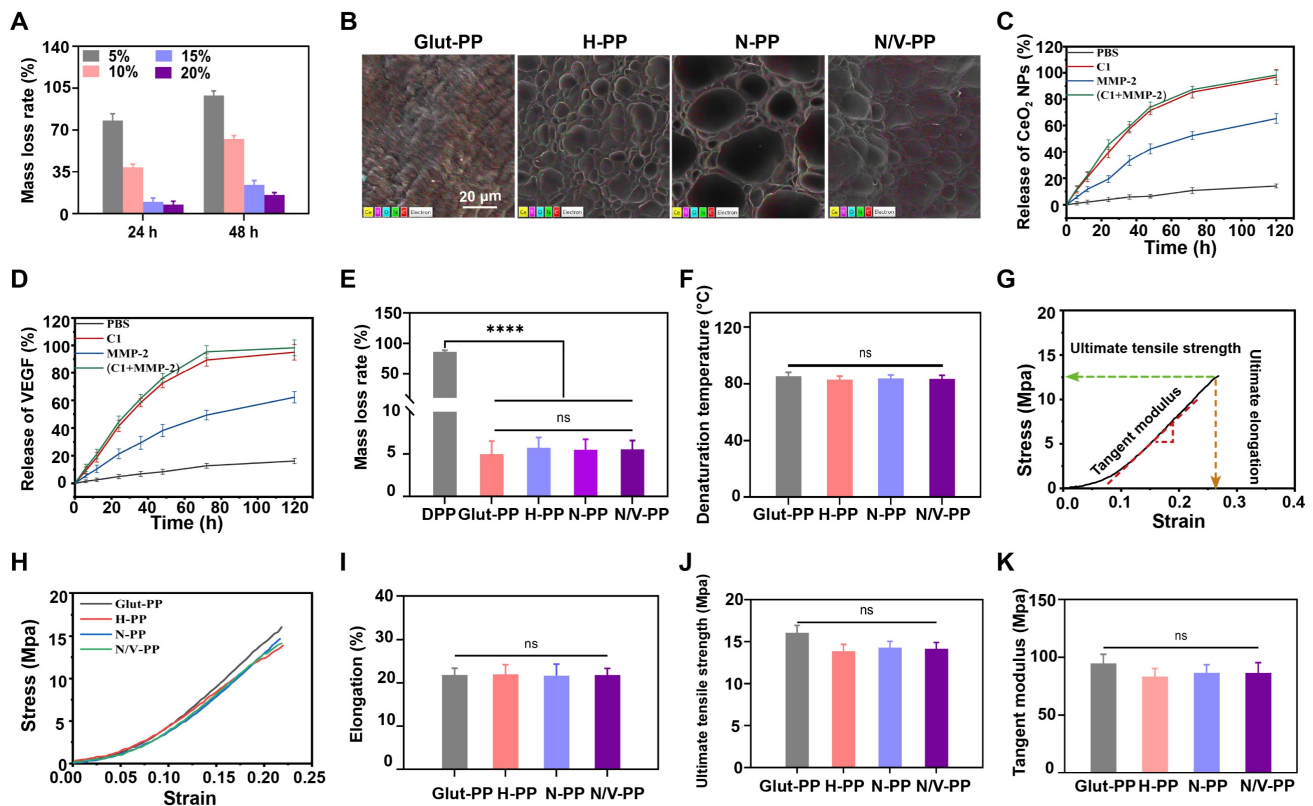 A
Mass loss rate (%)
140
105
70
35
0
5%
10%
15%
20%
24 h
48 h
B
Glut-PP
H-PP
N-PP
N/V-PP
20 μm
Electron
Electron
Electron
Electron
C
Release of CeO2 NPs (%)
120
100
80
60
40
20
0
PBS
C1
MMP-2
(C1+MMP-2)
0 20 40 60 80 100 120
Time (h)
D
Release of VEGF (%)
120
100
80
60
40
20
0
PBS
C1
MMP-2
(C1+MMP-2)
0 20 40 60 80 100 120
Time (h)
E
Mass loss rate (%)
150
100
50
10
5
0
****
ns
DPP Glut-PP H-PP N-PP N/V-PP
F
Denaturation temperature (°C)
120
80
40
0
ns
Glut-PP H-PP N-PP N/V-PP
G
Stress (Mpa)
20
15
10
5
0
Ultimate tensile strength
Tangent modulus
Ultimate elongation
0.0 0.1 0.2 0.3 0.4
Strain
H
Stress (Mpa)
20
15
10
5
0
Glut-PP
H-PP
N-PP
N/V-PP
0.00 0.05 0.10 0.15 0.20 0.25
Strain
I
Elongation (%)
40
30
20
10
0
ns
Glut-PP H-PP N-PP N/V-PP
J
Ultimate tensile strength (Mpa)
20
15
10
5
0
ns
Glut-PP H-PP N-PP N/V-PP
K
Tangent modulus (Mpa)
150
100
50
0
ns
Glut-PP H-PP N-PP N/V-PP